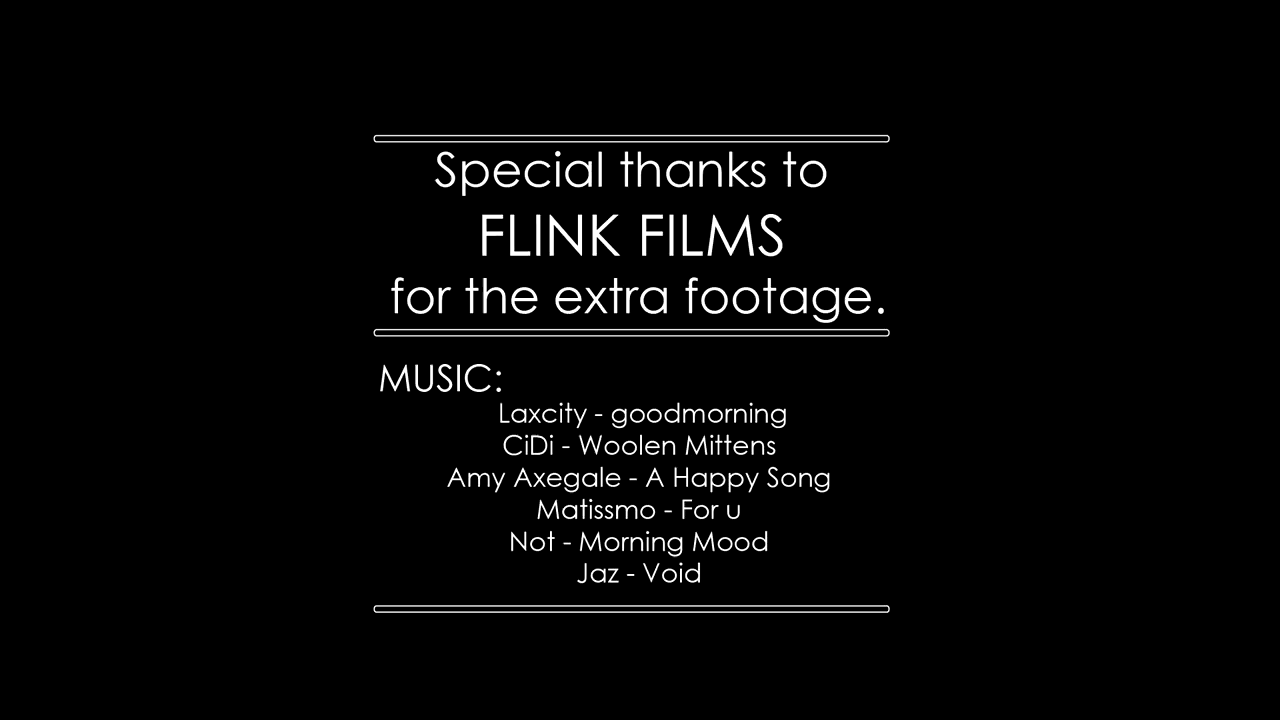 Special thanks to
FLINK FILMS
for the extra footage.
MUSIC:
Laxcity - goodmorning
CiDi - Woolen Mittens
Amy Axegale - A Happy Song
Matissmo - For u
Not - Morning Mood
Jaz - Void